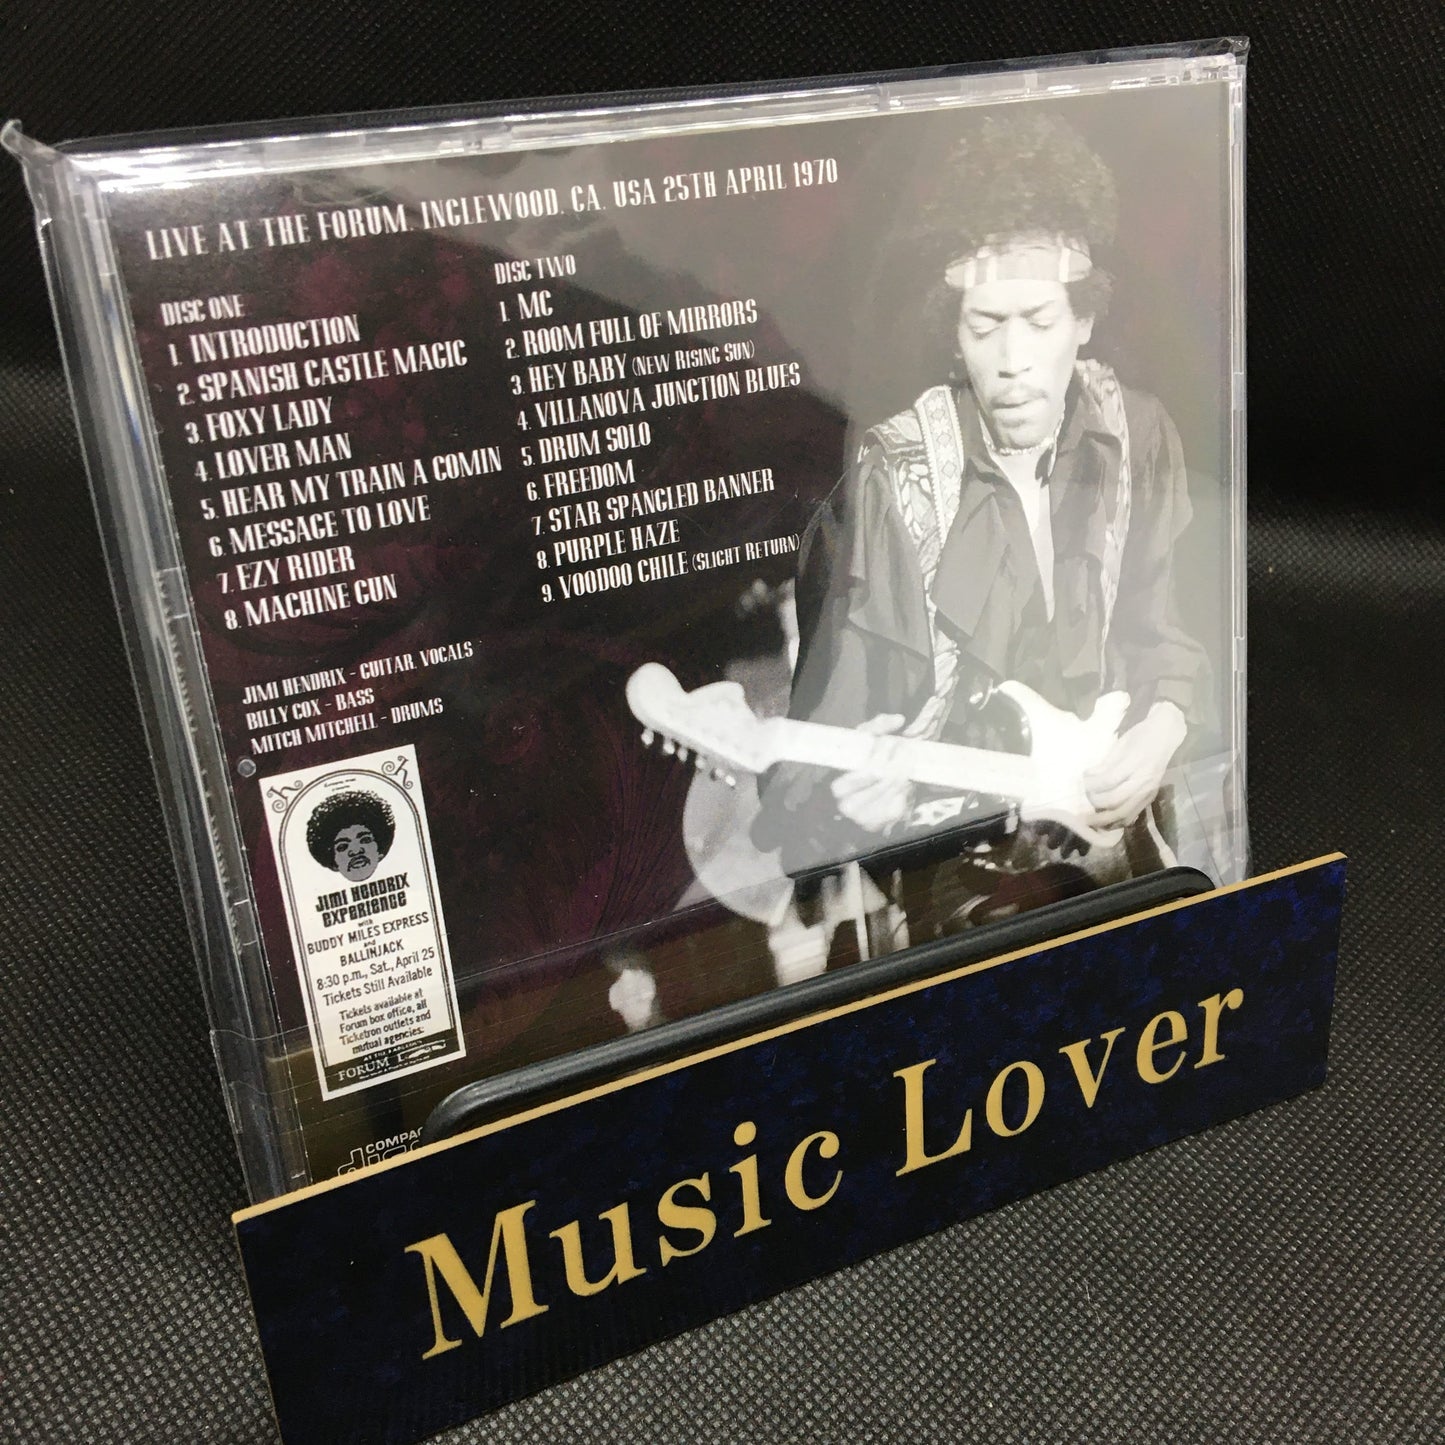 LIVE AT THE FORUM, INGLEWOOD, CA, USA 25TH APRIL 1970
DISC ONE
1. INTRODUCTION
2. SPANISH CASTLE MAGIC
3. FOXY LADY
4. LOVER MAN
5. HEAR MY TRAIN A COMIN
6. MESSAGE TO LOVE
7. EZY RIDER
8. MACHINE GUN
DISC TWO
1. MC
2. ROOM FULL OF MIRRORS
3. HEY BABY (NEW RISING SUN)
4. VILLANOVA JUNCTION BLUES
5. DRUM SOLO
6. FREEDOM
7. STAR SPANGLED BANNER
8. PURPLE HAZE
9. VOODOO CHILE (SLIGHT RETURN)
JIMI HENDRIX - GUITAR, VOCALS
BILLY COX - BASS
MITCH MITCHELL - DRUMS
JIMI HENDRIX
EXPERIENCE
with
BUDDY MILES EXPRESS
and
BALLINJACK
8:30 p.m., Sat., April 25
Tickets Still Available
Tickets available at
Forum box office, all
Ticketron outlets and
mutual agencies:
FORUM
COMPA
disc
Music Lover